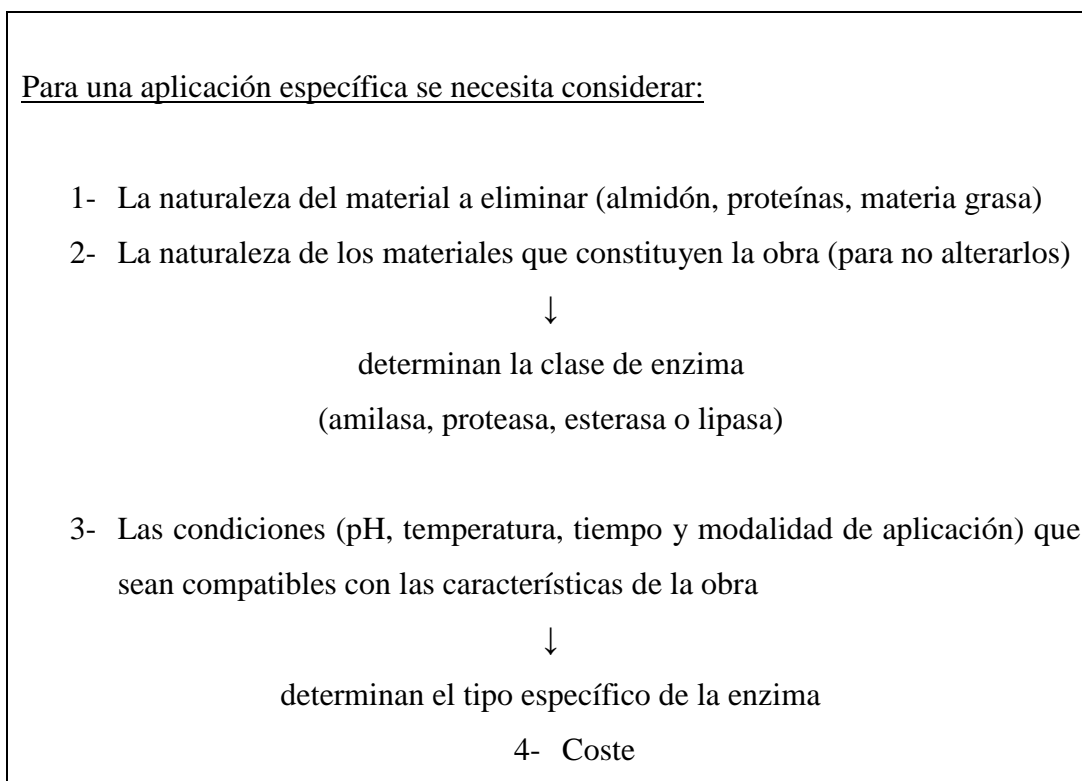 Para una aplicación específica se necesita considerar:
1- La naturaleza del material a eliminar (almidón, proteínas, materia grasa)
2- La naturaleza de los materiales que constituyen la obra (para no alterarlos)
↓
determinan la clase de enzima
(amilasa, proteasa, esterasa o lipasa)
3- Las condiciones (pH, temperatura, tiempo y modalidad de aplicación) que
sean compatibles con las características de la obra
↓
determinan el tipo específico de la enzima
4- Coste